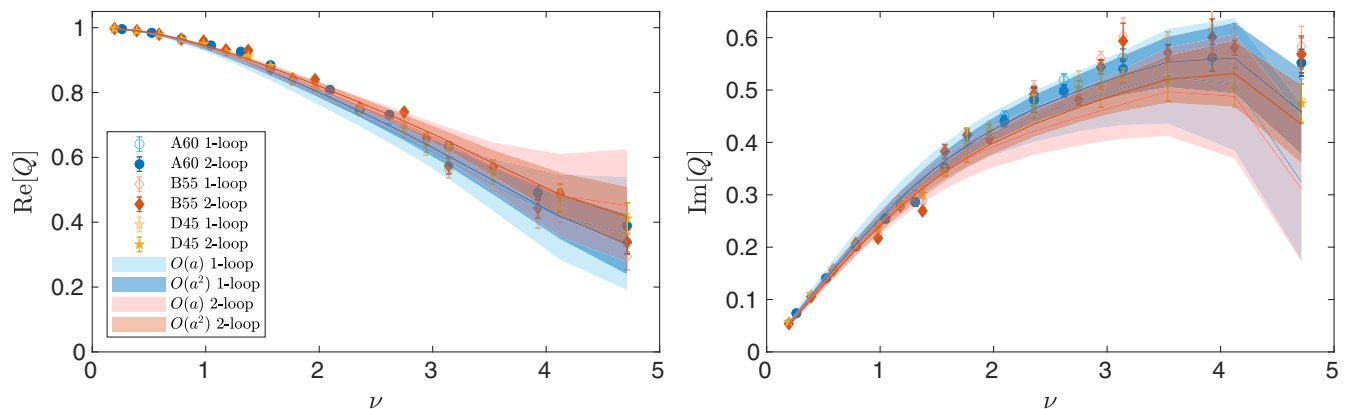 1
0.8
0.6
0.4
0.2
0
Re[Q]
A60 1-loop
A60 2-loop
B55 1-loop
B55 2-loop
D45 1-loop
D45 2-loop
O(a) 1-loop
O(a²) 1-loop
O(a) 2-loop
O(a²) 2-loop
0 1 2 3 4 5
ν
0.6
0.5
0.4
0.3
0.2
0.1
0
Im[Q]
0 1 2 3 4 5
ν